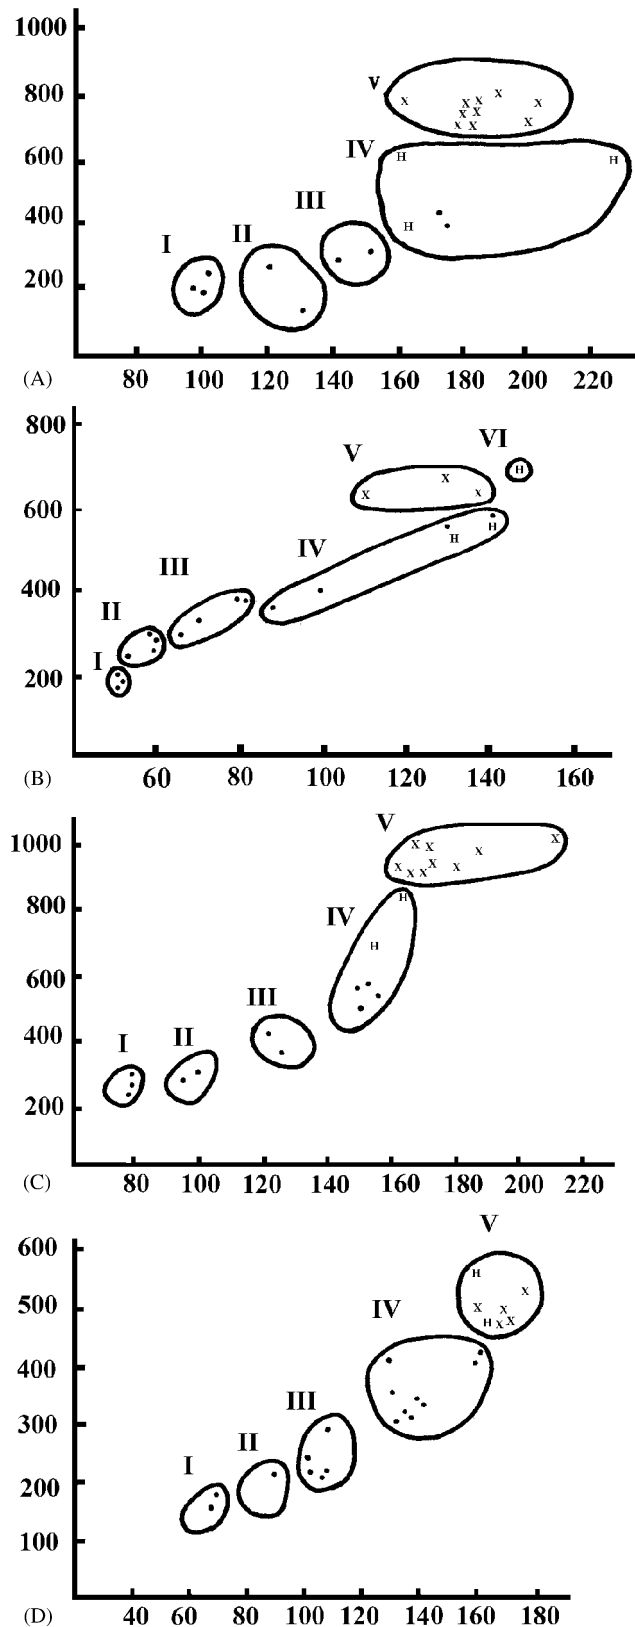 1000
800
V
X X X X X X X X X X
600
IV
H H
400
III
H
II
I
200
(A) 80 100 120 140 160 180 200 220
800
VI
V
H
X X X
600
IV
H H
III
400
II
I
200
(B) 60 80 100 120 140 160
V
1000
X X X X X X X X X X
800
H
IV
H
600
III
400
II
I
200
(C) 80 100 120 140 160 180 200 220
V
600
H
X
500
X X
H X X
IV
400
III
300
II
I
200
100
(D) 40 60 80 100 120 140 160 180